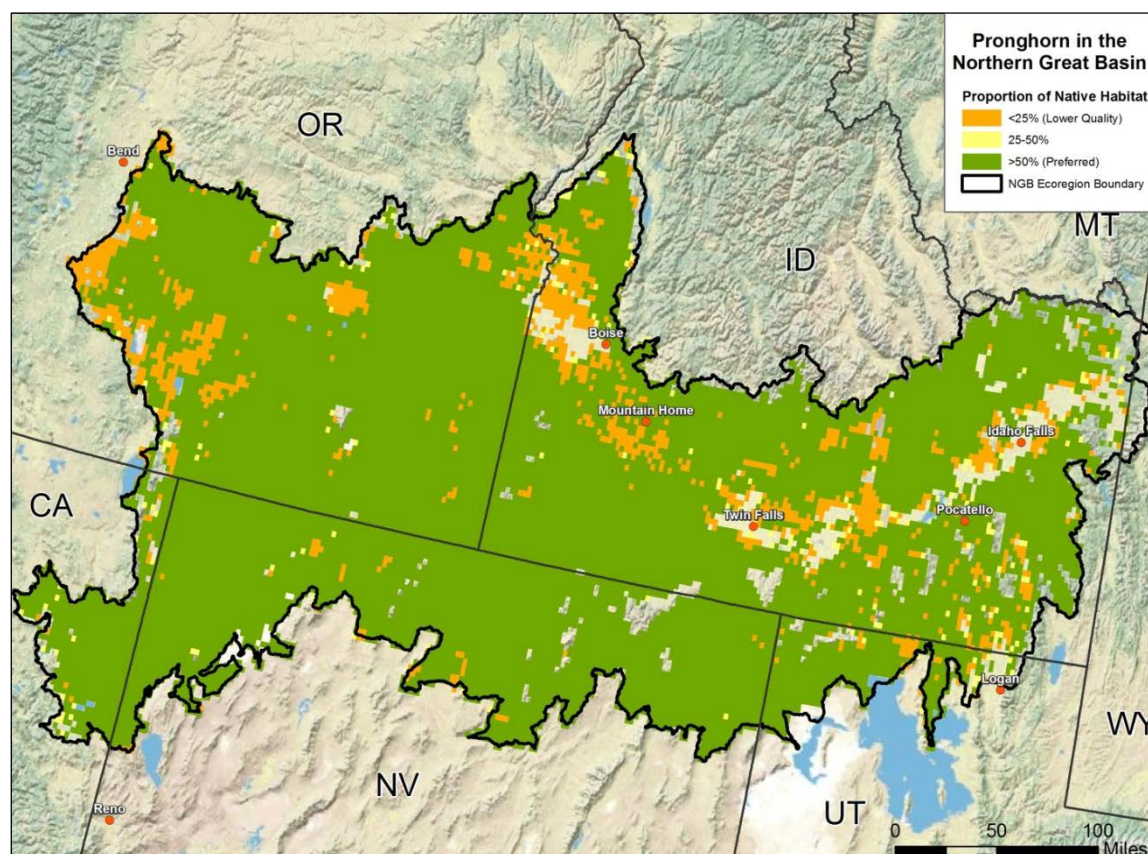 Pronghorn in the
Northern Great Basin
Proportion of Native Habitat
<25% (Lower Quality)
25-50%
>50% (Preferred)
NGB Ecoregion Boundary
OR
Bend
MT
ID
Boise
Mountain Home
Idaho Falls
CA
Twin Falls
Pocatello
Logan
WY
NV
Reno
UT
0 50 100
Miles